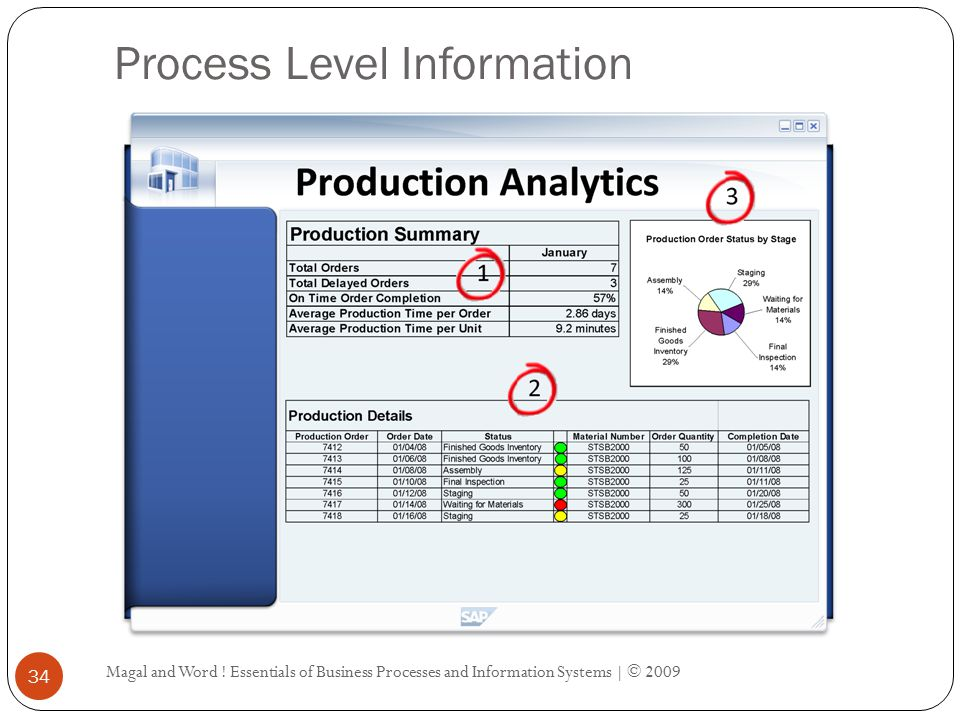 Process Level Information
Production Analytics
3
Production Summary
January
Total Orders 7
Total Delayed Orders 3
On Time Order Completion 57%
Average Production Time per Order 2.86 days
Average Production Time per Unit 9.2 minutes
1
Production Order Status by Stage
Assembly
14%
Staging
29%
Waiting for
Materials
14%
Final
Inspection
14%
Finished
Goods
Inventory
29%
2
Production Details
Production Order Order Date Status Material Number Order Quantity Completion Date
7412 01/04/08 Finished Goods Inventory STSB2000 50 01/05/08
7413 01/06/08 Finished Goods Inventory STSB2000 100 01/08/08
7414 01/08/08 Assembly STSB2000 125 01/11/08
7415 01/10/08 Final Inspection STSB2000 25 01/11/08
7416 01/12/08 Staging STSB2000 50 01/20/08
7417 01/14/08 Waiting for Materials STSB2000 300 01/25/08
7418 01/16/08 Staging STSB2000 25 01/18/08
SAP
34
Magal and Word ! Essentials of Business Processes and Information Systems | © 2009